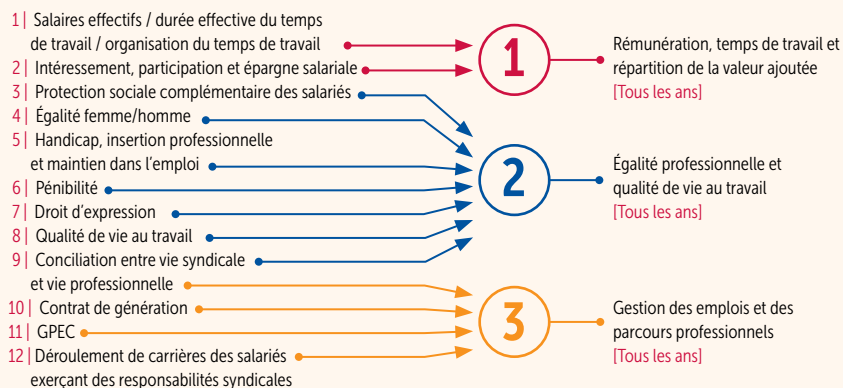 1| Salaires effectifs / durée effective du temps
de travail / organisation du temps de travail
2| Intéressement, participation et épargne salariale
3| Protection sociale complémentaire des salariés
4| Égalité femme/homme
5| Handicap, insertion professionnelle
et maintien dans l'emploi
6| Pénibilité
7| Droit d'expression
8| Qualité de vie au travail
9| Conciliation entre vie syndicale
et vie professionnelle
10| Contrat de génération
11| GPEC
12| Déroulement de carrières des salariés
exerçant des responsabilités syndicales
1
Rémunération, temps de travail et
répartition de la valeur ajoutée
[Tous les ans]
2
Égalité professionnelle et
qualité de vie au travail
[Tous les ans]
3
Gestion des emplois et des
parcours professionnels
[Tous les ans]